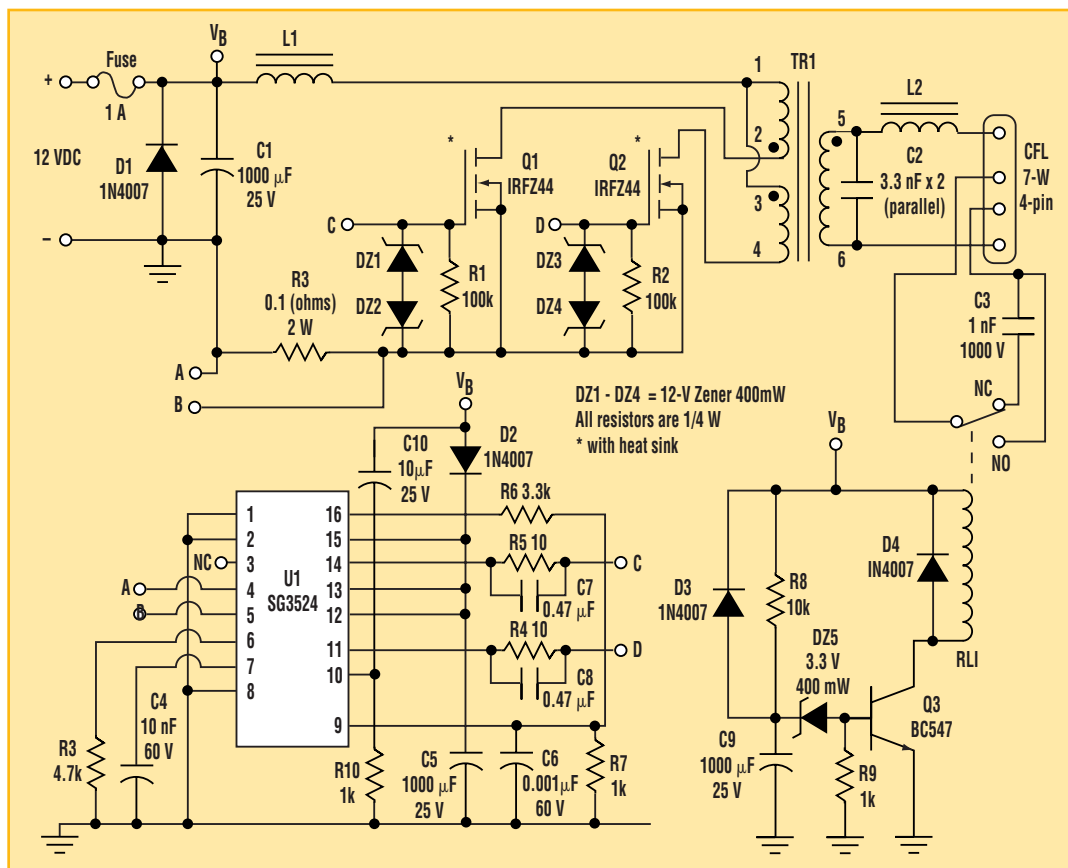 V_B
L1
Fuse
+
1 A
12 VDC
D1
1N4007
C1
1000 µF
25 V
−
1
TR1
2
3
4
5
6
*
Q1
IRFZ44
*
Q2
IRFZ44
L2
C2
3.3 nF x 2
(parallel)
CFL
7-W
4-pin
C
DZ1
DZ2
R1
100k
D
DZ3
DZ4
R2
100k
R3
0.1 (ohms)
2 W
A
B
C3
1 nF
1000 V
NC
NO
DZ1 - DZ4 = 12-V Zener 400mW
All resistors are 1/4 W
* with heat sink
V_B
C10
10µF
25 V
D2
1N4007
R6 3.3k
1
2
3
4
5
6
7
8
U1
SG3524
16
15
14
13
12
11
10
9
NC
A
B
R5 10
C
C7
0.47 µF
R4 10
D
C8
0.47 µF
R3
4.7k
C4
10 nF
60 V
R10
1k
C5
1000 µF
25 V
C6
0.001µF
60 V
R7
1k
V_B
D3
1N4007
R8
10k
D4
IN4007
RLI
DZ5
3.3 V
400 mW
Q3
BC547
C9
1000 µF
25 V
R9
1k